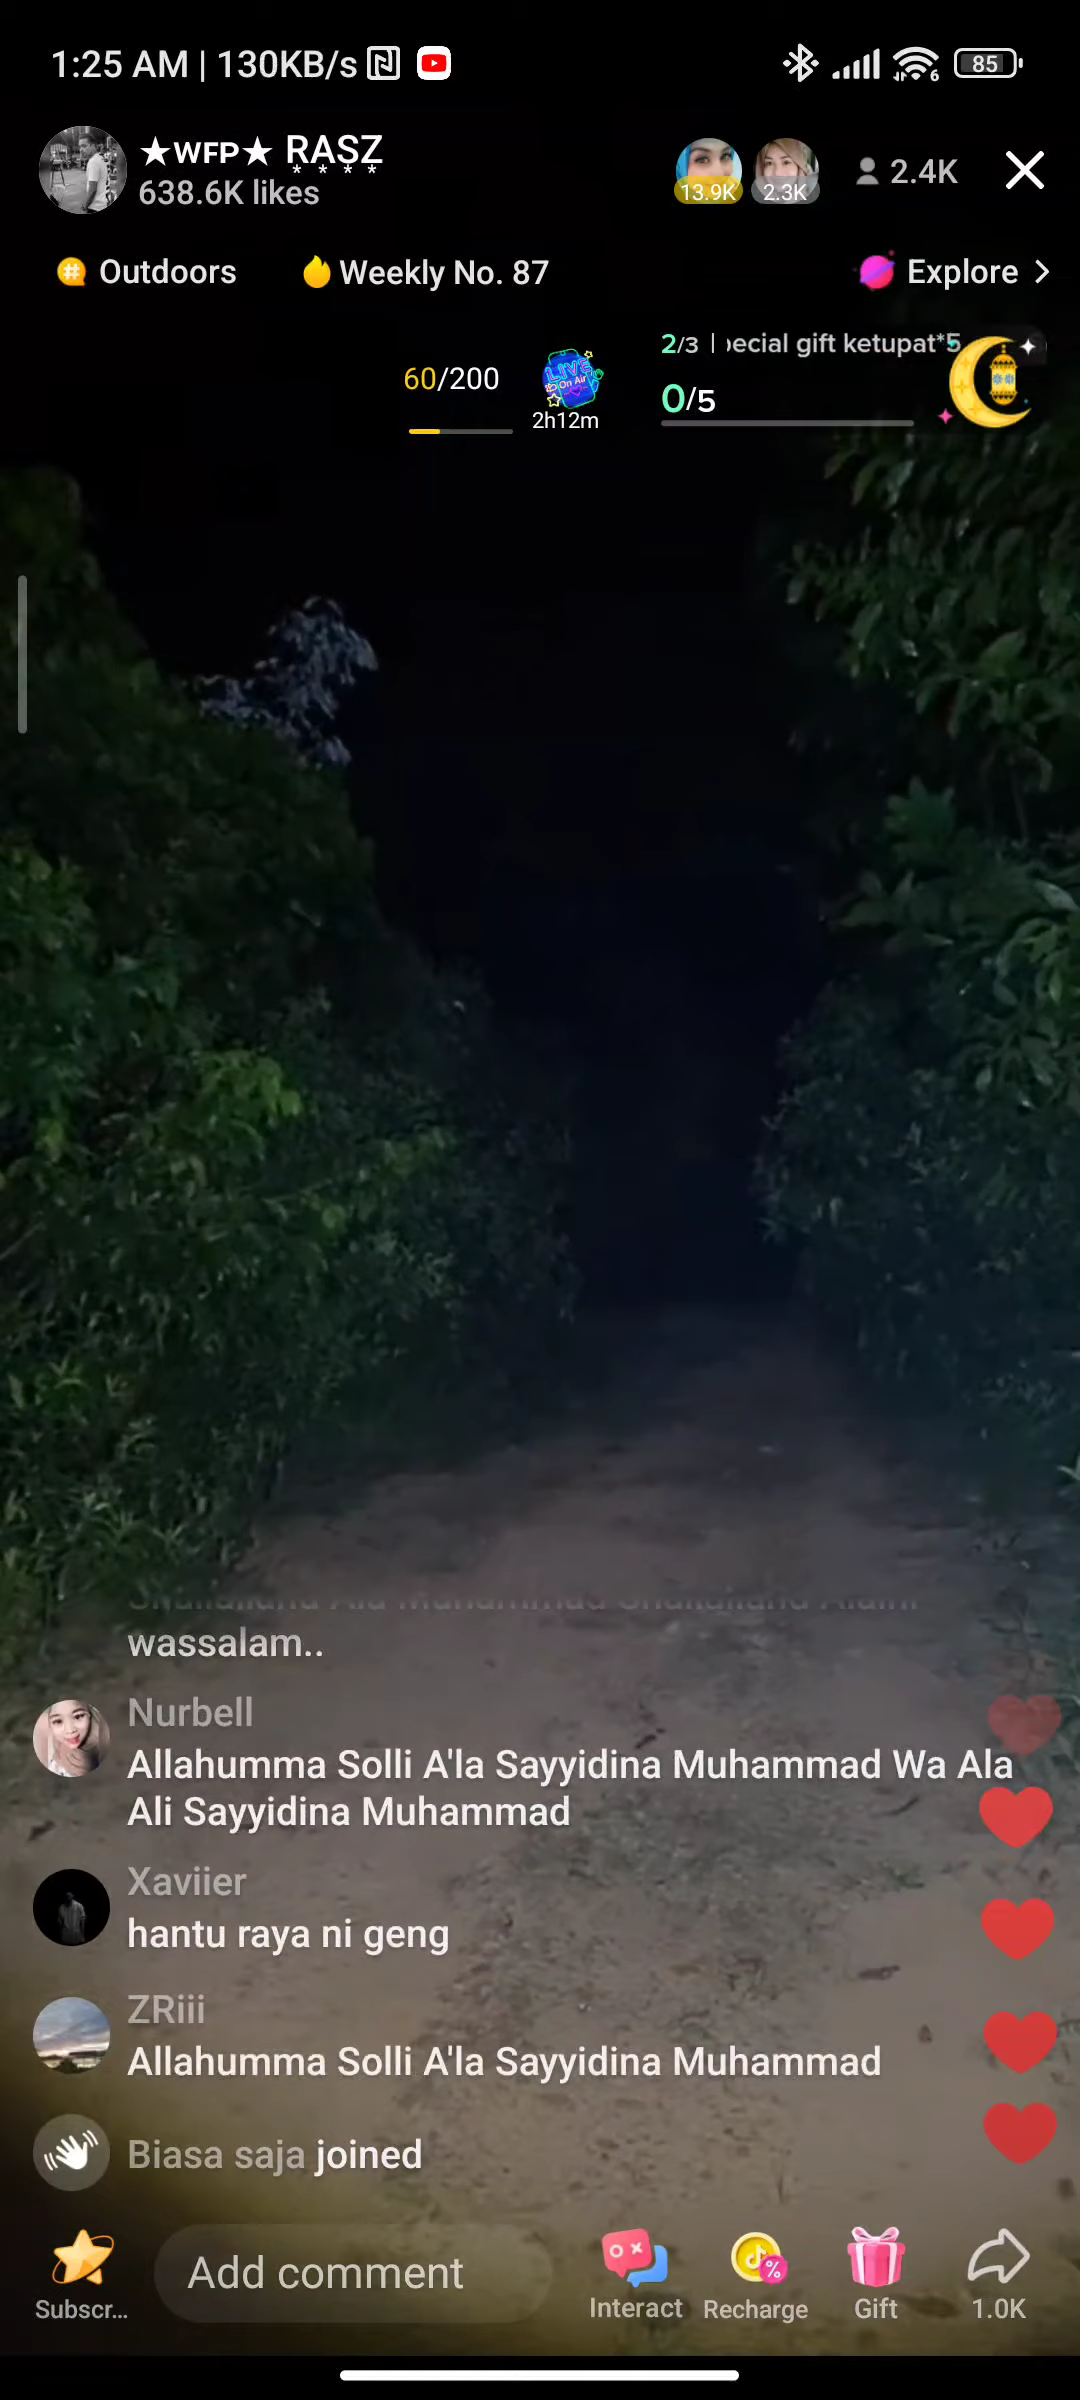 1:25 AM | 130KB/s
85
★WFP★ RASZ
638.6K likes
13.9K
2.3K
2.4K
Outdoors
Weekly No. 87
Explore
60/200
LIVE
On Air
2h12m
2/3 | ecial gift ketupat*5
0/5
wassalam..
Nurbell
Allahumma Solli A'la Sayyidina Muhammad Wa Ala
Ali Sayyidina Muhammad
Xaviier
hantu raya ni geng
ZRiii
Allahumma Solli A'la Sayyidina Muhammad
Biasa saja joined
Subscr...
Add comment
Interact
Recharge
Gift
1.0K